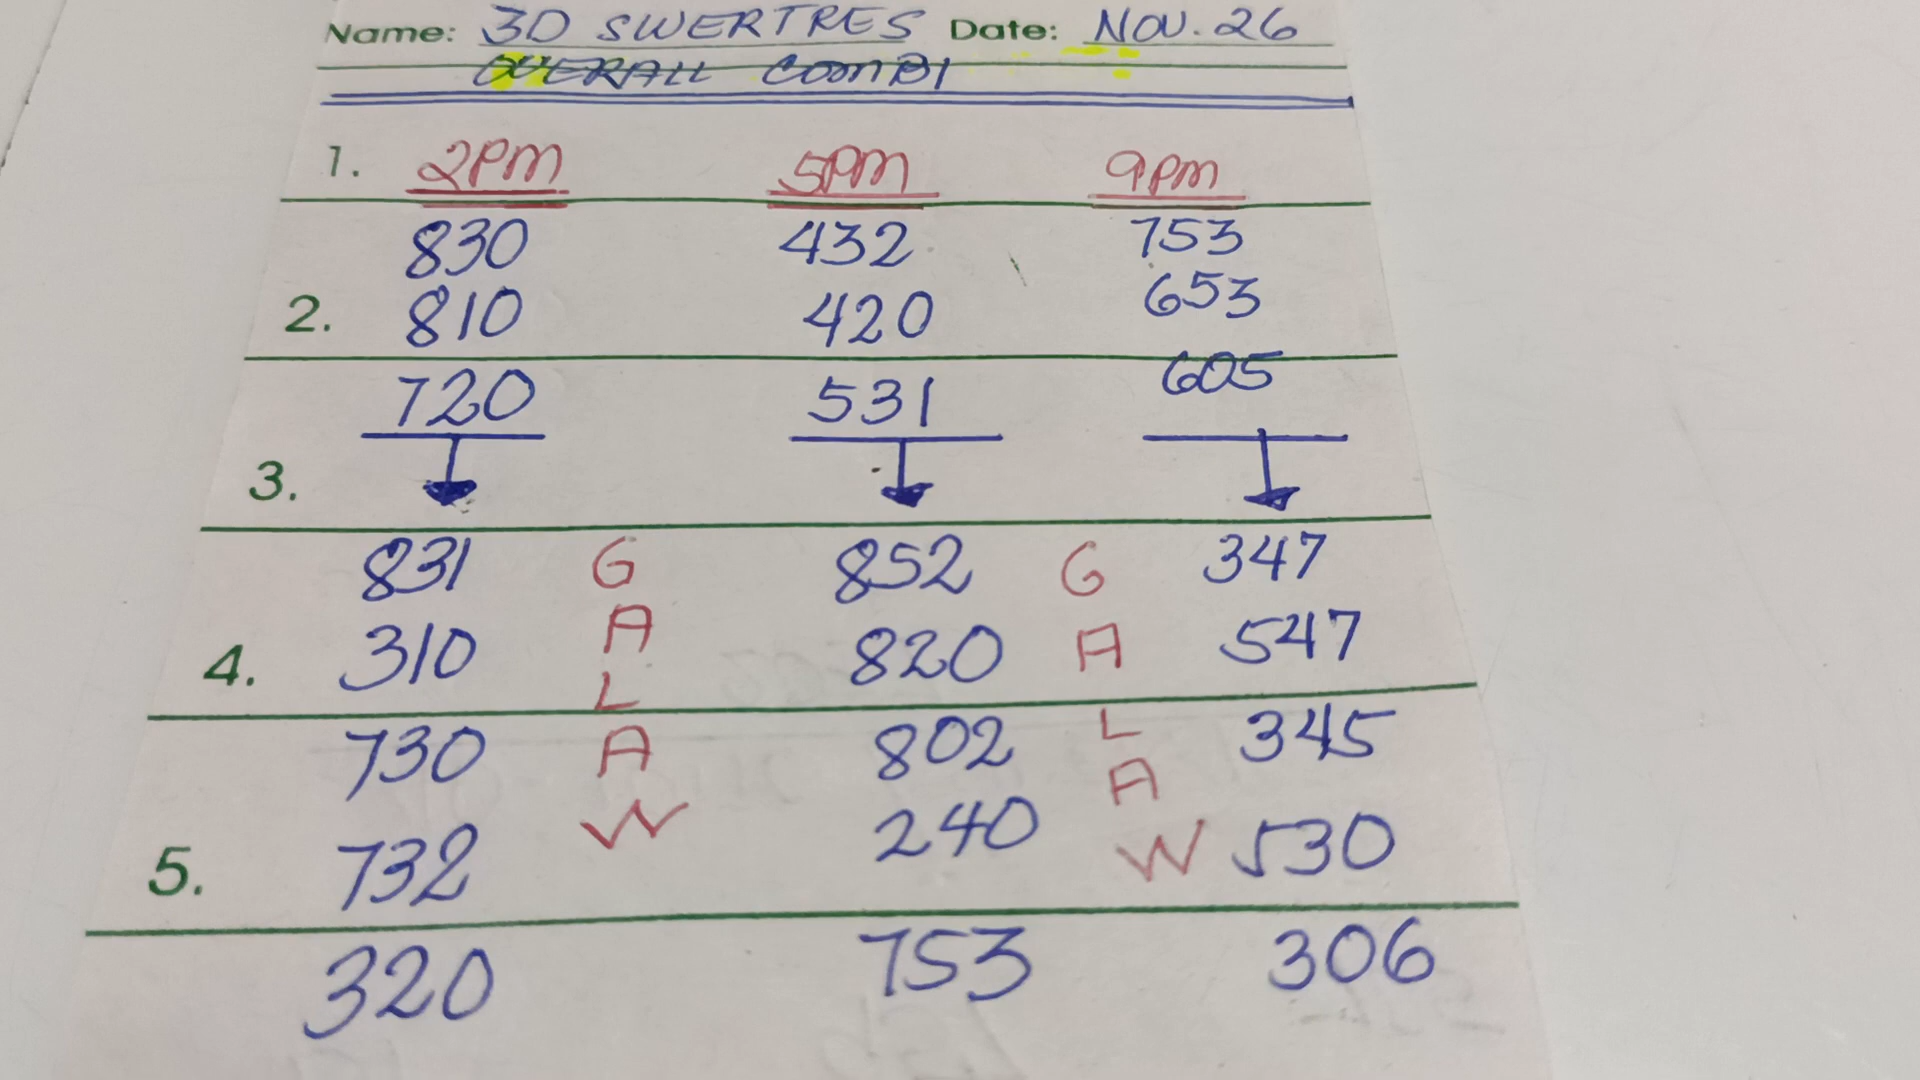 Name: 3D SWERTRES Date: NOV. 26
OVERALL COMBI
1. 2PM 5PM 9PM
830 432 753
2. 810 420 653
720 531 605
3.
831 G 852 G 347
4. 310 A 820 A 547
L
730 A 802 L 345
A
5. 732 W 240 W 530
320 753 306